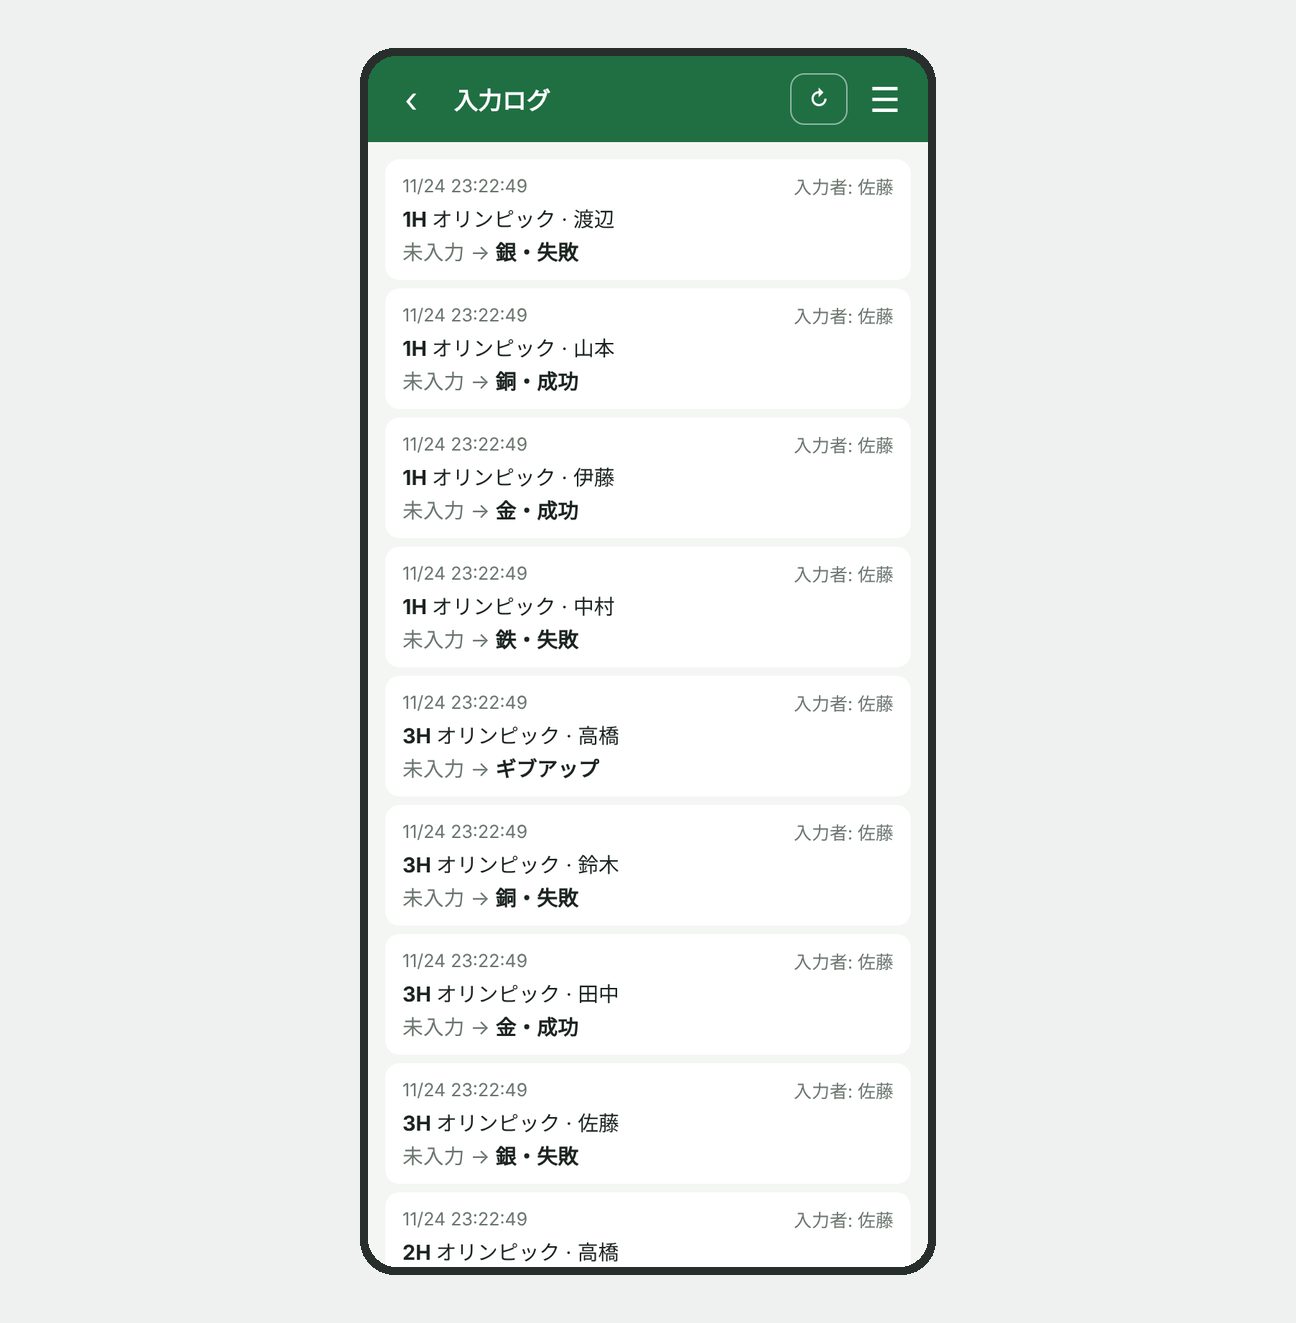 ‹ 入力ログ ↻ ☰
11/24 23:22:49 入力者: 佐藤
1H オリンピック · 渡辺
未入力 → 銀・失敗
11/24 23:22:49 入力者: 佐藤
1H オリンピック · 山本
未入力 → 銅・成功
11/24 23:22:49 入力者: 佐藤
1H オリンピック · 伊藤
未入力 → 金・成功
11/24 23:22:49 入力者: 佐藤
1H オリンピック · 中村
未入力 → 鉄・失敗
11/24 23:22:49 入力者: 佐藤
3H オリンピック · 高橋
未入力 → ギブアップ
11/24 23:22:49 入力者: 佐藤
3H オリンピック · 鈴木
未入力 → 銅・失敗
11/24 23:22:49 入力者: 佐藤
3H オリンピック · 田中
未入力 → 金・成功
11/24 23:22:49 入力者: 佐藤
3H オリンピック · 佐藤
未入力 → 銀・失敗
11/24 23:22:49 入力者: 佐藤
2H オリンピック · 高橋